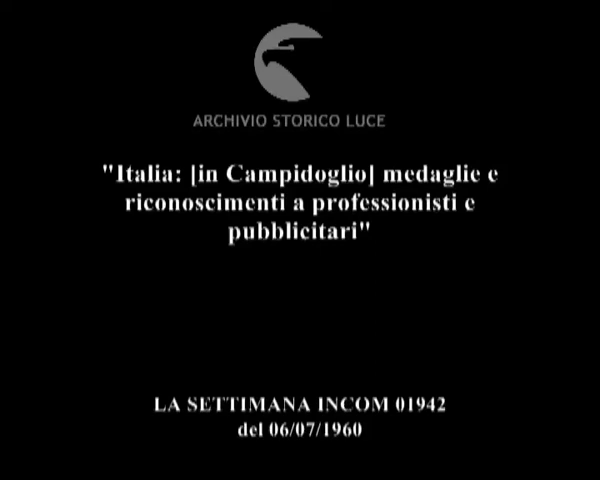 ARCHIVIO STORICO LUCE
"Italia: [in Campidoglio] medaglie e
riconoscimenti a professionisti e
pubblicitari"
LA SETTIMANA INCOM 01942
del 06/07/1960